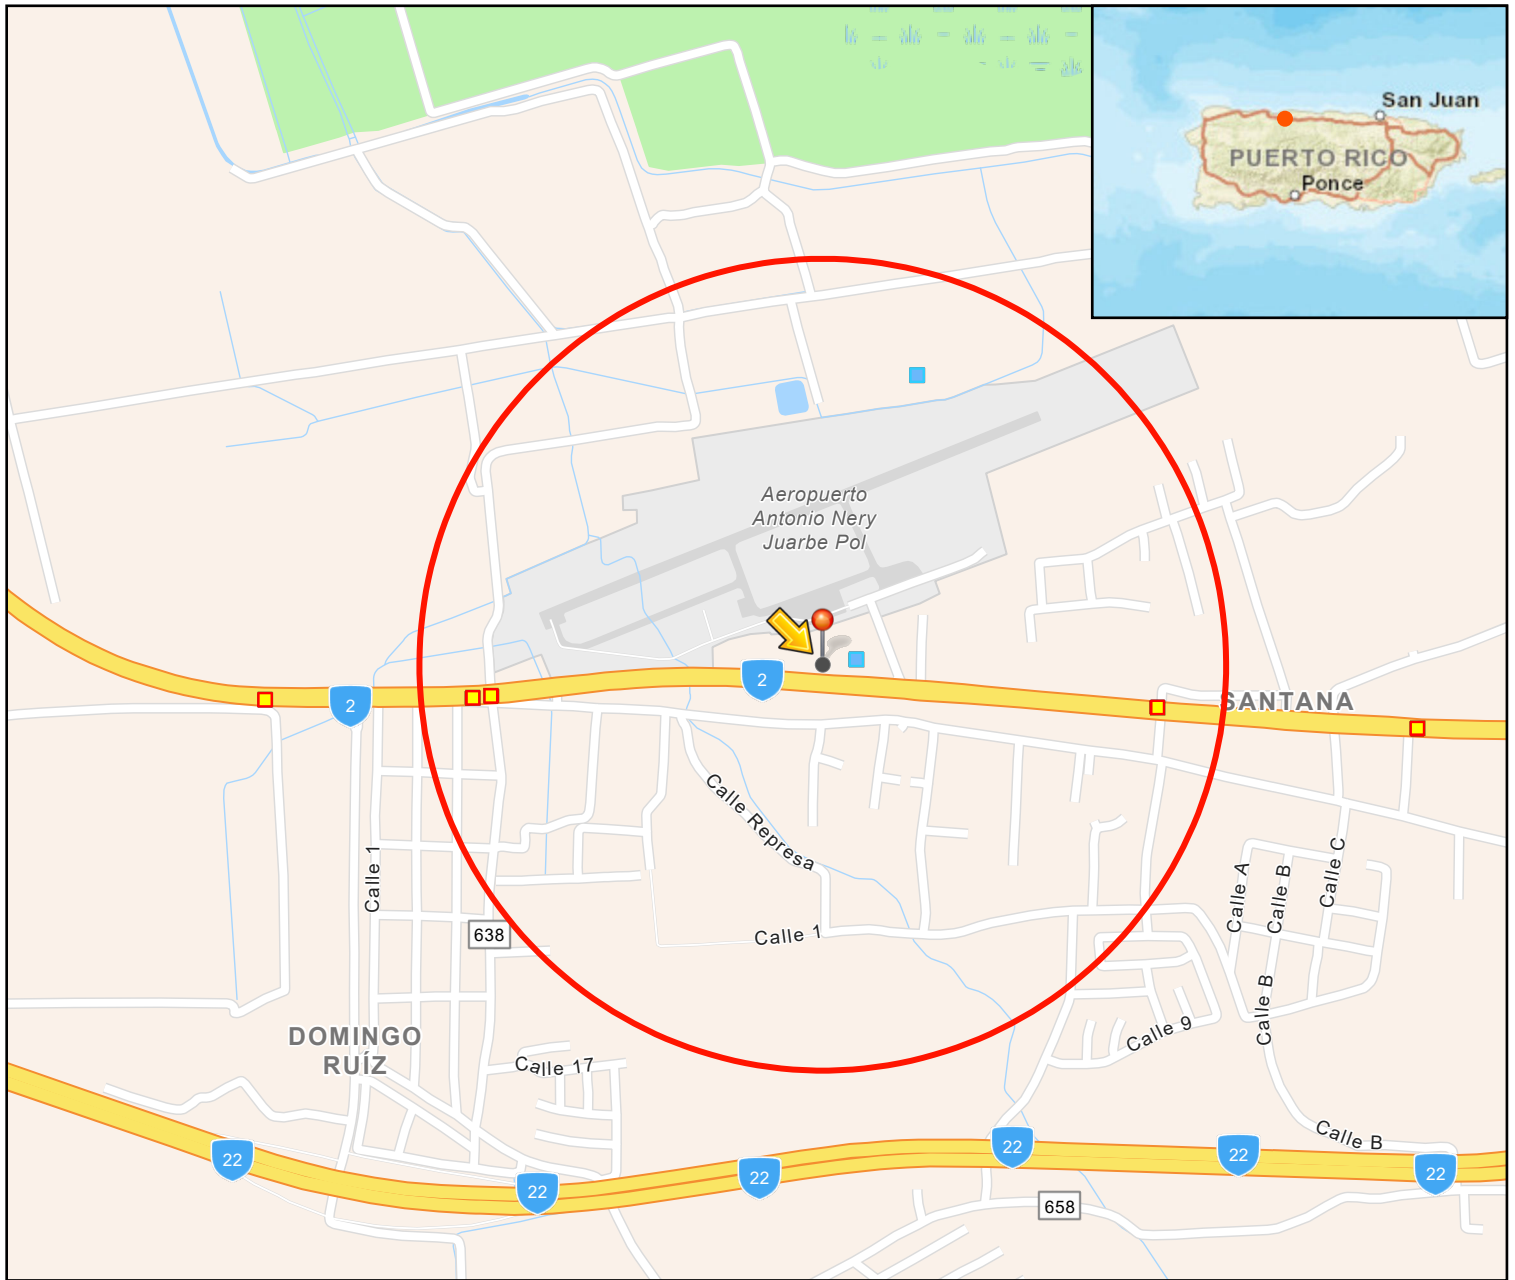 San Juan
PUERTO RICO
Ponce
Aeropuerto
Antonio Nery
Juarbe Pol
2
2
SANTANA
Calle Represa
Calle 1
Calle A
Calle B
Calle C
638
Calle 1
Calle B
DOMINGO
RUÍZ
Calle 9
Calle 17
Calle B
22
22
22
22
22
22
658